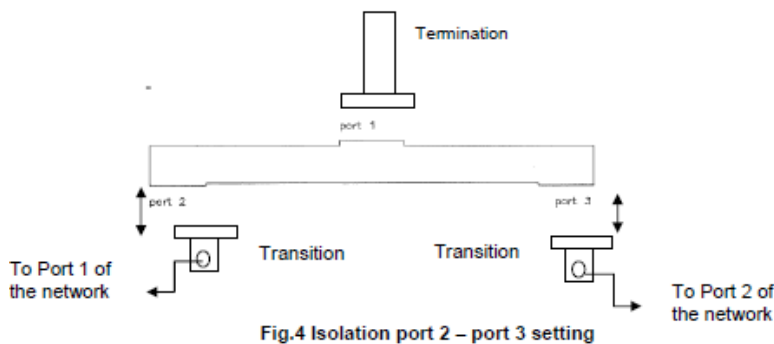 Termination
port 1
port 2
port 3
Transition
Transition
To Port 1 of
the network
To Port 2 of
the network
Fig.4 Isolation port 2 – port 3 setting